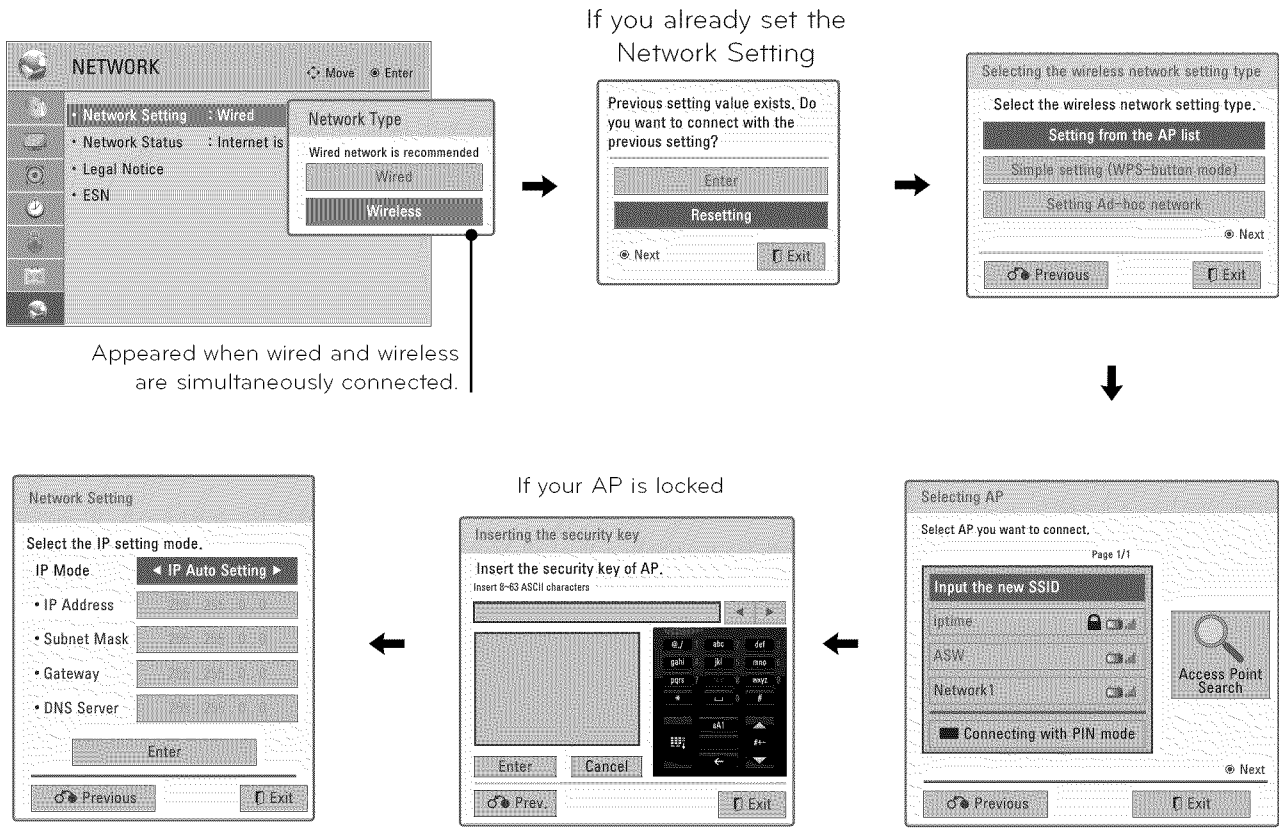 If you already set the
Network Setting
NETWORK
Move
Enter
• Network Setting : Wired
• Network Status : Internet is
• Legal Notice
• ESN
Network Type
Wired network is recommended
Wired
Wireless
Appeared when wired and wireless
are simultaneously connected.
Previous setting value exists. Do
you want to connect with the
previous setting?
Enter
Resetting
Next
Exit
Selecting the wireless network setting type
Select the wireless network setting type.
Setting from the AP list
Simple setting (WPS-button mode)
Setting Ad-hoc network
Next
Previous
Exit
Selecting AP
Select AP you want to connect.
Page 1/1
Input the new SSID
iptime
ASW
Network1
Connecting with PIN mode
Access Point
Search
Next
Previous
Exit
If your AP is locked
Inserting the security key
Insert the security key of AP.
Insert 8~63 ASCII characters
@./ abc def
gahi jkl mno
pqrs wxyz
* #
aA1
#+-
Enter
Cancel
Prev.
Exit
Network Setting
Select the IP setting mode.
IP Mode ◄ IP Auto Setting ►
• IP Address
• Subnet Mask
• Gateway
• DNS Server
Enter
Previous
Exit